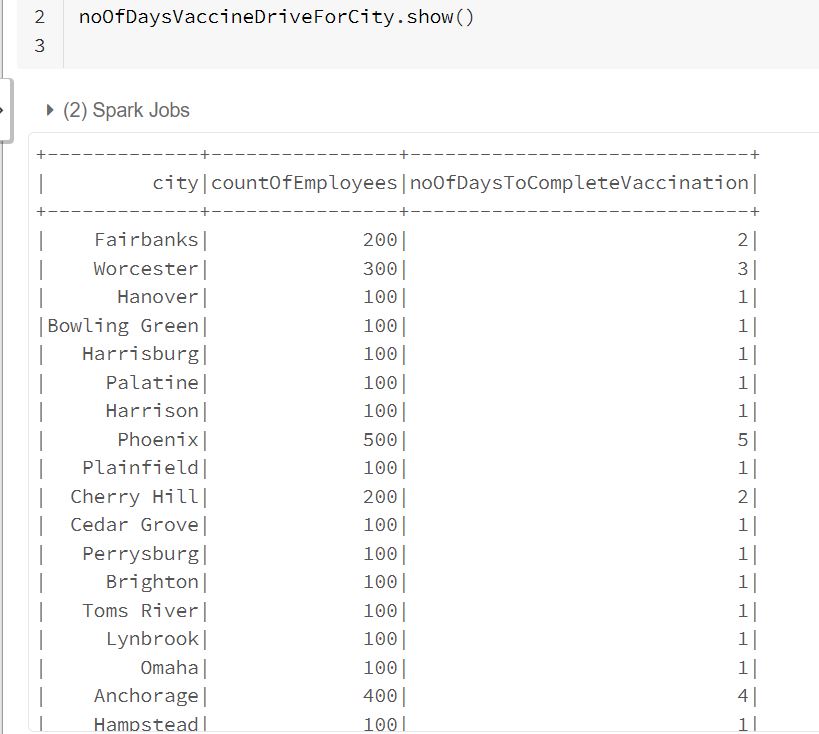 2 noOfDaysVaccineDriveForCity.show()
3
(2) Spark Jobs
+-------------+----------------+-----------------------------+
|         city|countOfEmployees|noOfDaysToCompleteVaccination|
+-------------+----------------+-----------------------------+
|    Fairbanks|             200|                            2|
|    Worcester|             300|                            3|
|      Hanover|             100|                            1|
|Bowling Green|             100|                            1|
|   Harrisburg|             100|                            1|
|     Palatine|             100|                            1|
|     Harrison|             100|                            1|
|      Phoenix|             500|                            5|
|   Plainfield|             100|                            1|
|  Cherry Hill|             200|                            2|
|  Cedar Grove|             100|                            1|
|   Perrysburg|             100|                            1|
|     Brighton|             100|                            1|
|   Toms River|             100|                            1|
|     Lynbrook|             100|                            1|
|        Omaha|             100|                            1|
|    Anchorage|             400|                            4|
|    Hampstead|             100|                            1|